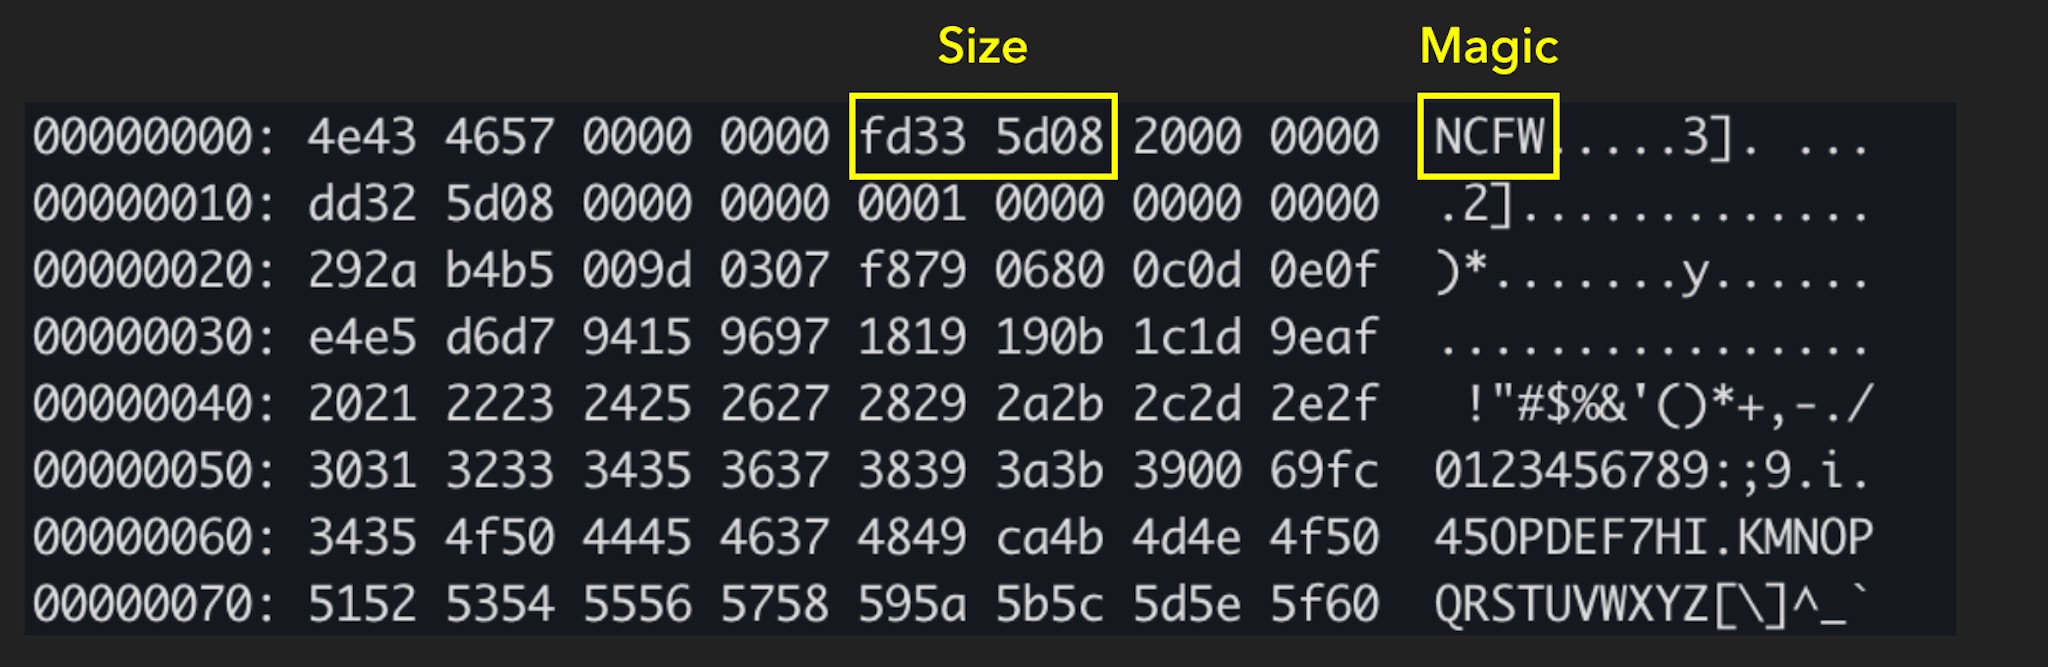 Size Magic
00000000: 4e43 4657 0000 0000 fd33 5d08 2000 0000 NCFW.....3]. ...
00000010: dd32 5d08 0000 0000 0001 0000 0000 0000 .2].............
00000020: 292a b4b5 009d 0307 f879 0680 0c0d 0e0f )*.......y......
00000030: e4e5 d6d7 9415 9697 1819 190b 1c1d 9eaf ................
00000040: 2021 2223 2425 2627 2829 2a2b 2c2d 2e2f  !"#$%&'()*+,-./
00000050: 3031 3233 3435 3637 3839 3a3b 3900 69fc 0123456789:;9.i.
00000060: 3435 4f50 4445 4637 4849 ca4b 4d4e 4f50 45OPDEF7HI.KMNOP
00000070: 5152 5354 5556 5758 595a 5b5c 5d5e 5f60 QRSTUVWXYZ[\]^_`